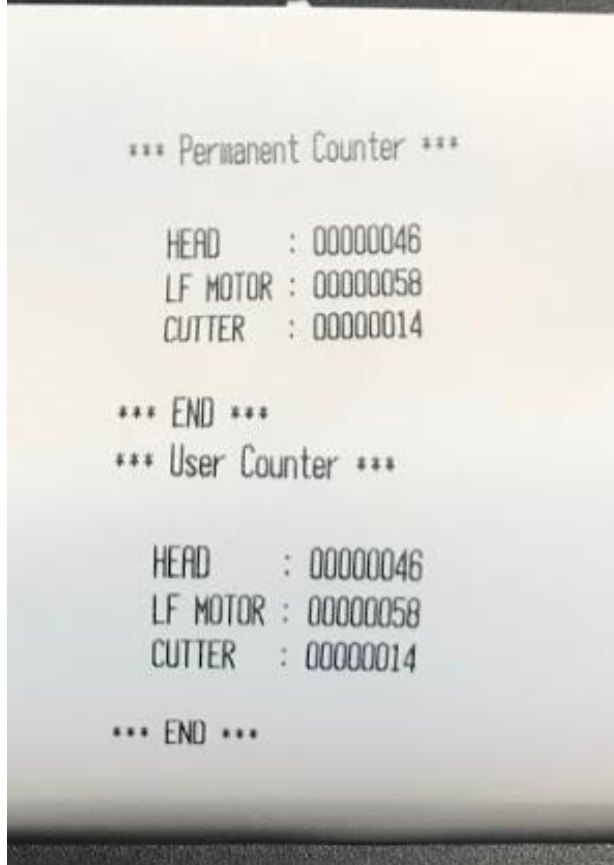 *** Permanent Counter ***
HEAD : 00000046
LF MOTOR : 00000058
CUTTER : 00000014
*** END ***
*** User Counter ***
HEAD : 00000046
LF MOTOR : 00000058
CUTTER : 00000014
*** END ***